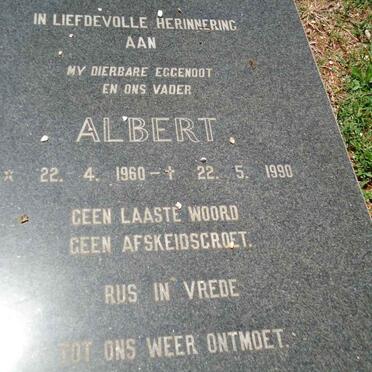 IN LIEFDEVOLLE HERINNERING
AAN
MY DIERBARE EGGENOOT
EN ONS VADER
ALBERT
☆ 22. 4. 1960 – ✝ 22. 5. 1990
GEEN LAASTE WOORD
GEEN AFSKEIDSGROET.
RUS IN VREDE
TOT ONS WEER ONTMOET.